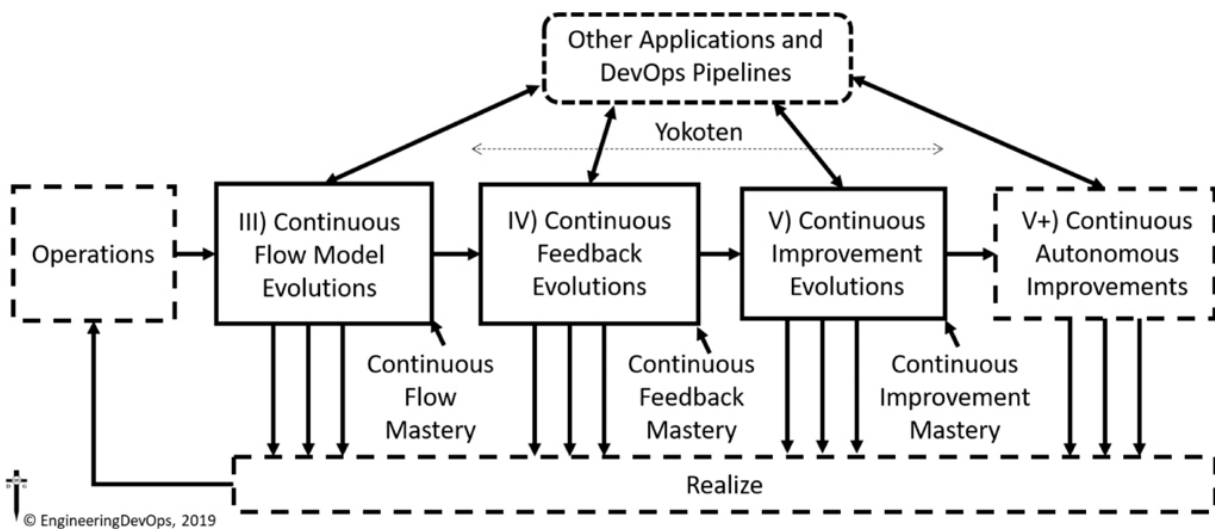 Other Applications and
DevOps Pipelines
Yokoten
Operations
III) Continuous
Flow Model
Evolutions
IV) Continuous
Feedback
Evolutions
V) Continuous
Improvement
Evolutions
V+) Continuous
Autonomous
Improvements
Continuous
Flow
Mastery
Continuous
Feedback
Mastery
Continuous
Improvement
Mastery
Realize
© EngineeringDevOps, 2019